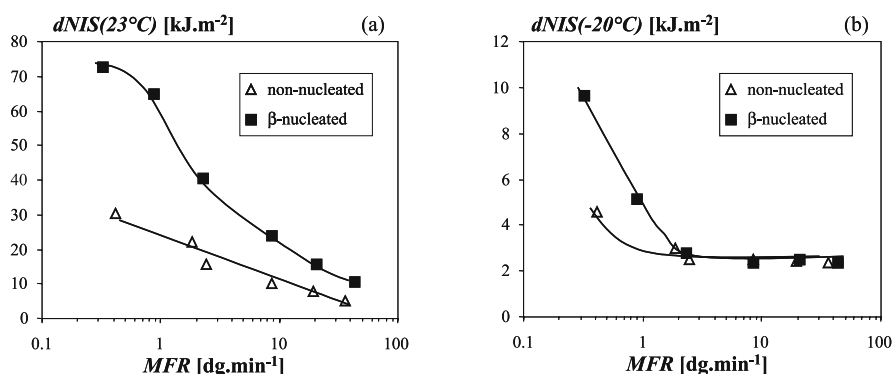 dNIS(23°C) [kJ.m⁻²] (a)
80
70
60
50
40
30
20
10
0
non-nucleated
β-nucleated
0.1 1 10 100
MFR [dg.min⁻¹]
dNIS(-20°C) [kJ.m⁻²] (b)
12
10
8
6
4
2
0
non-nucleated
β-nucleated
0.1 1 10 100
MFR [dg.min⁻¹]